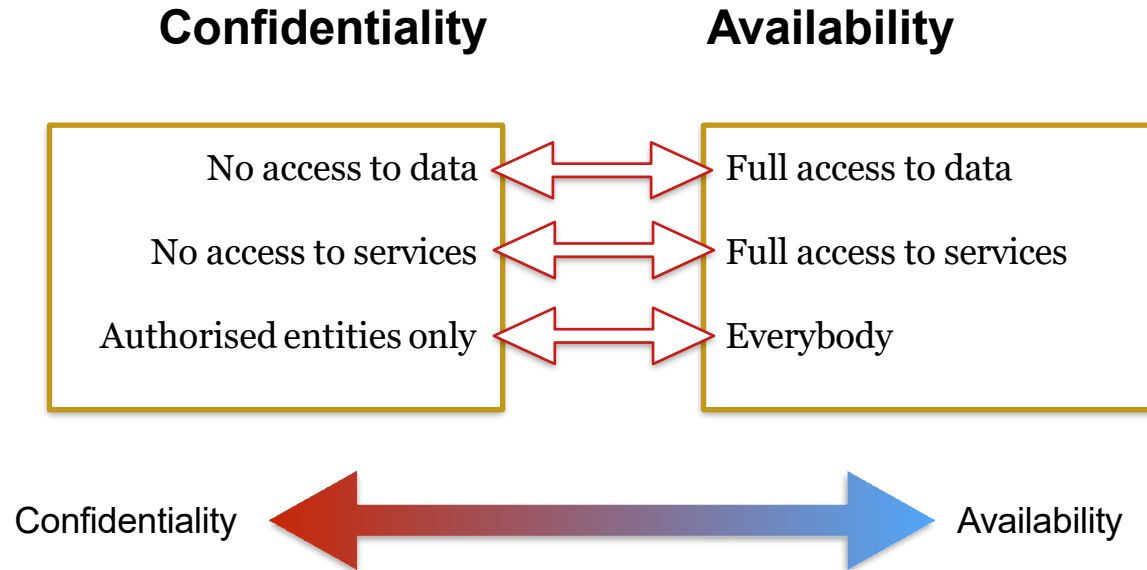 Confidentiality
Availability
No access to data
Full access to data
No access to services
Full access to services
Authorised entities only
Everybody
Confidentiality
Availability